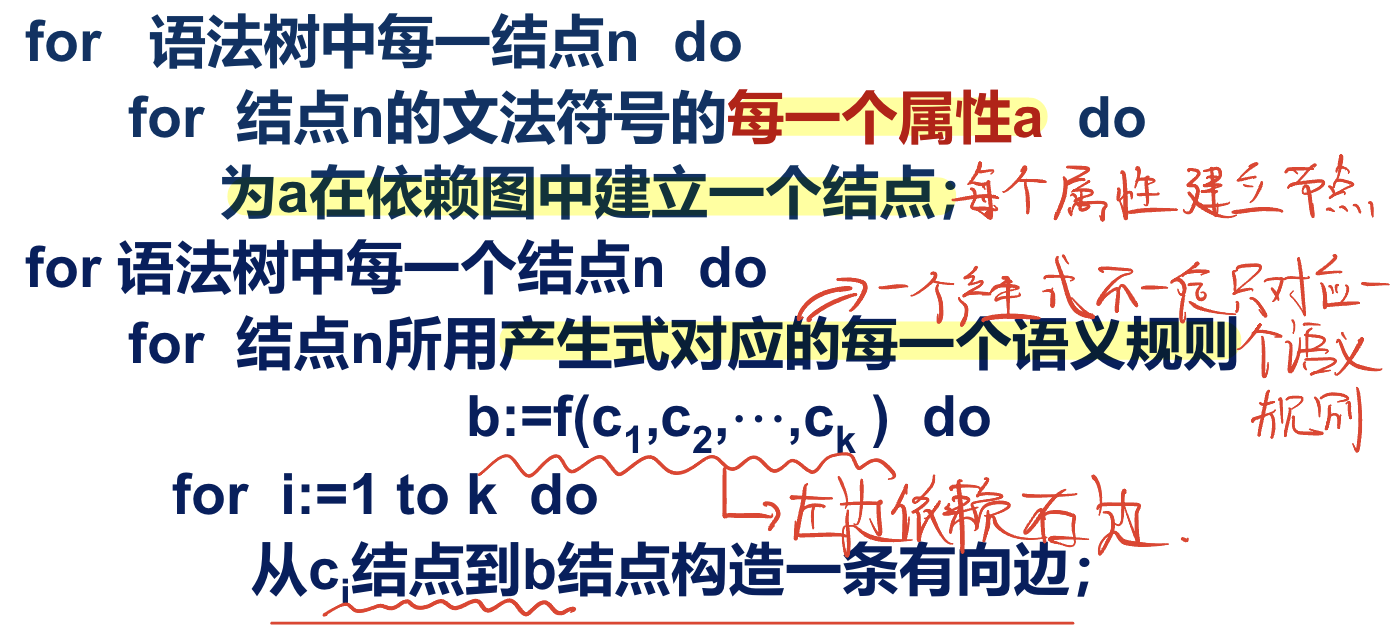 for 语法树中每一结点n do
for 结点n的文法符号的每一个属性a do
为a在依赖图中建立一个结点;
每个属性建立节点
for 语法树中每一个结点n do
一个产生式不一定只对应一
for 结点n所用产生式对应的每一个语义规则
个语义
规则
b:=f(c₁,c₂,⋯,cₖ) do
for i:=1 to k do
左边依赖右边.
从cᵢ结点到b结点构造一条有向边;